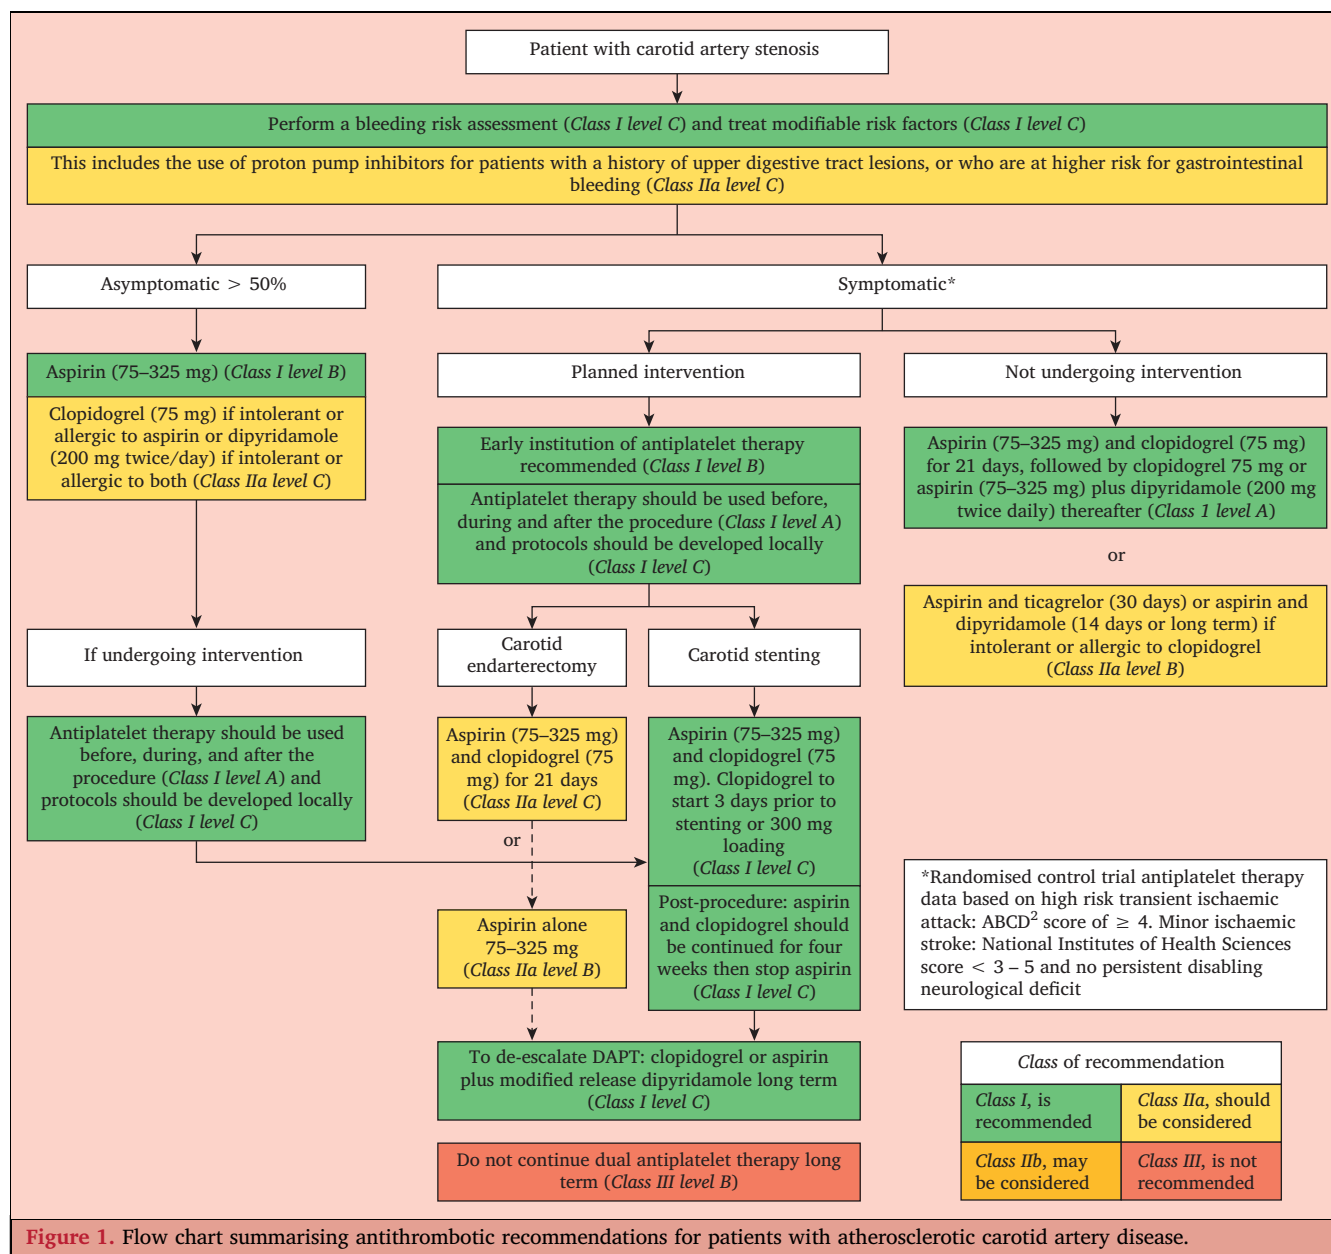 Patient with carotid artery stenosis
Perform a bleeding risk assessment (Class I level C) and treat modifiable risk factors (Class I level C)
This includes the use of proton pump inhibitors for patients with a history of upper digestive tract lesions, or who are at higher risk for gastrointestinal
bleeding (Class IIa level C)
Asymptomatic > 50%
Symptomatic*
Aspirin (75–325 mg) (Class I level B)
Clopidogrel (75 mg) if intolerant or
allergic to aspirin or dipyridamole
(200 mg twice/day) if intolerant or
allergic to both (Class IIa level C)
If undergoing intervention
Antiplatelet therapy should be used
before, during, and after the
procedure (Class I level A) and
protocols should be developed locally
(Class I level C)
Planned intervention
Early institution of antiplatelet therapy
recommended (Class I level B)
Antiplatelet therapy should be used before,
during and after the procedure (Class I level A)
and protocols should be developed locally
(Class I level C)
Carotid
endarterectomy
Aspirin (75–325 mg)
and clopidogrel (75
mg) for 21 days
(Class IIa level C)
or
Aspirin alone
75–325 mg
(Class IIa level B)
Carotid stenting
Aspirin (75–325 mg)
and clopidogrel (75
mg). Clopidogrel to
start 3 days prior to
stenting or 300 mg
loading
(Class I level C)
Post-procedure: aspirin
and clopidogrel should
be continued for four
weeks then stop aspirin
(Class I level C)
To de-escalate DAPT: clopidogrel or aspirin
plus modified release dipyridamole long term
(Class I level C)
Do not continue dual antiplatelet therapy long
term (Class III level B)
Not undergoing intervention
Aspirin (75–325 mg) and clopidogrel (75 mg)
for 21 days, followed by clopidogrel 75 mg or
aspirin (75–325 mg) plus dipyridamole (200 mg
twice daily) thereafter (Class 1 level A)
or
Aspirin and ticagrelor (30 days) or aspirin and
dipyridamole (14 days or long term) if
intolerant or allergic to clopidogrel
(Class IIa level B)
*Randomised control trial antiplatelet therapy
data based on high risk transient ischaemic
attack: ABCD² score of ≥ 4. Minor ischaemic
stroke: National Institutes of Health Sciences
score < 3 – 5 and no persistent disabling
neurological deficit
Class of recommendation
Class I, is
recommended
Class IIa, should
be considered
Class IIb, may
be considered
Class III, is not
recommended
Figure 1. Flow chart summarising antithrombotic recommendations for patients with atherosclerotic carotid artery disease.